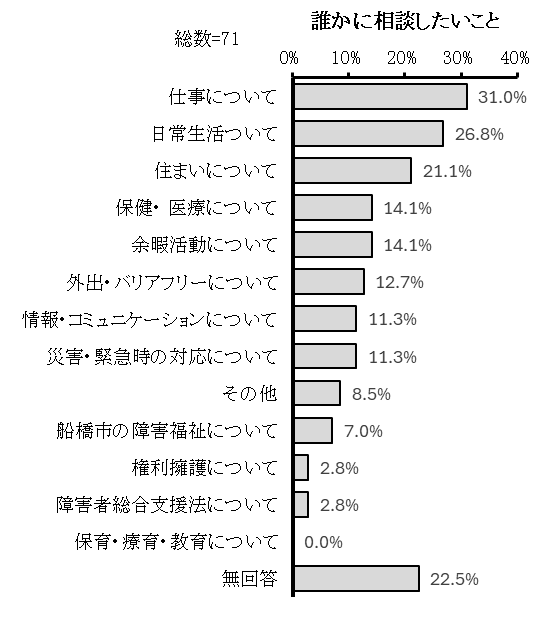 誰かに相談したいこと
総数=71
0% 10% 20% 30% 40%
仕事について 31.0%
日常生活ついて 26.8%
住まいについて 21.1%
保健・医療について 14.1%
余暇活動について 14.1%
外出・バリアフリーについて 12.7%
情報・コミュニケーションについて 11.3%
災害・緊急時の対応について 11.3%
その他 8.5%
船橋市の障害福祉について 7.0%
権利擁護について 2.8%
障害者総合支援法について 2.8%
保育・療育・教育について 0.0%
無回答 22.5%